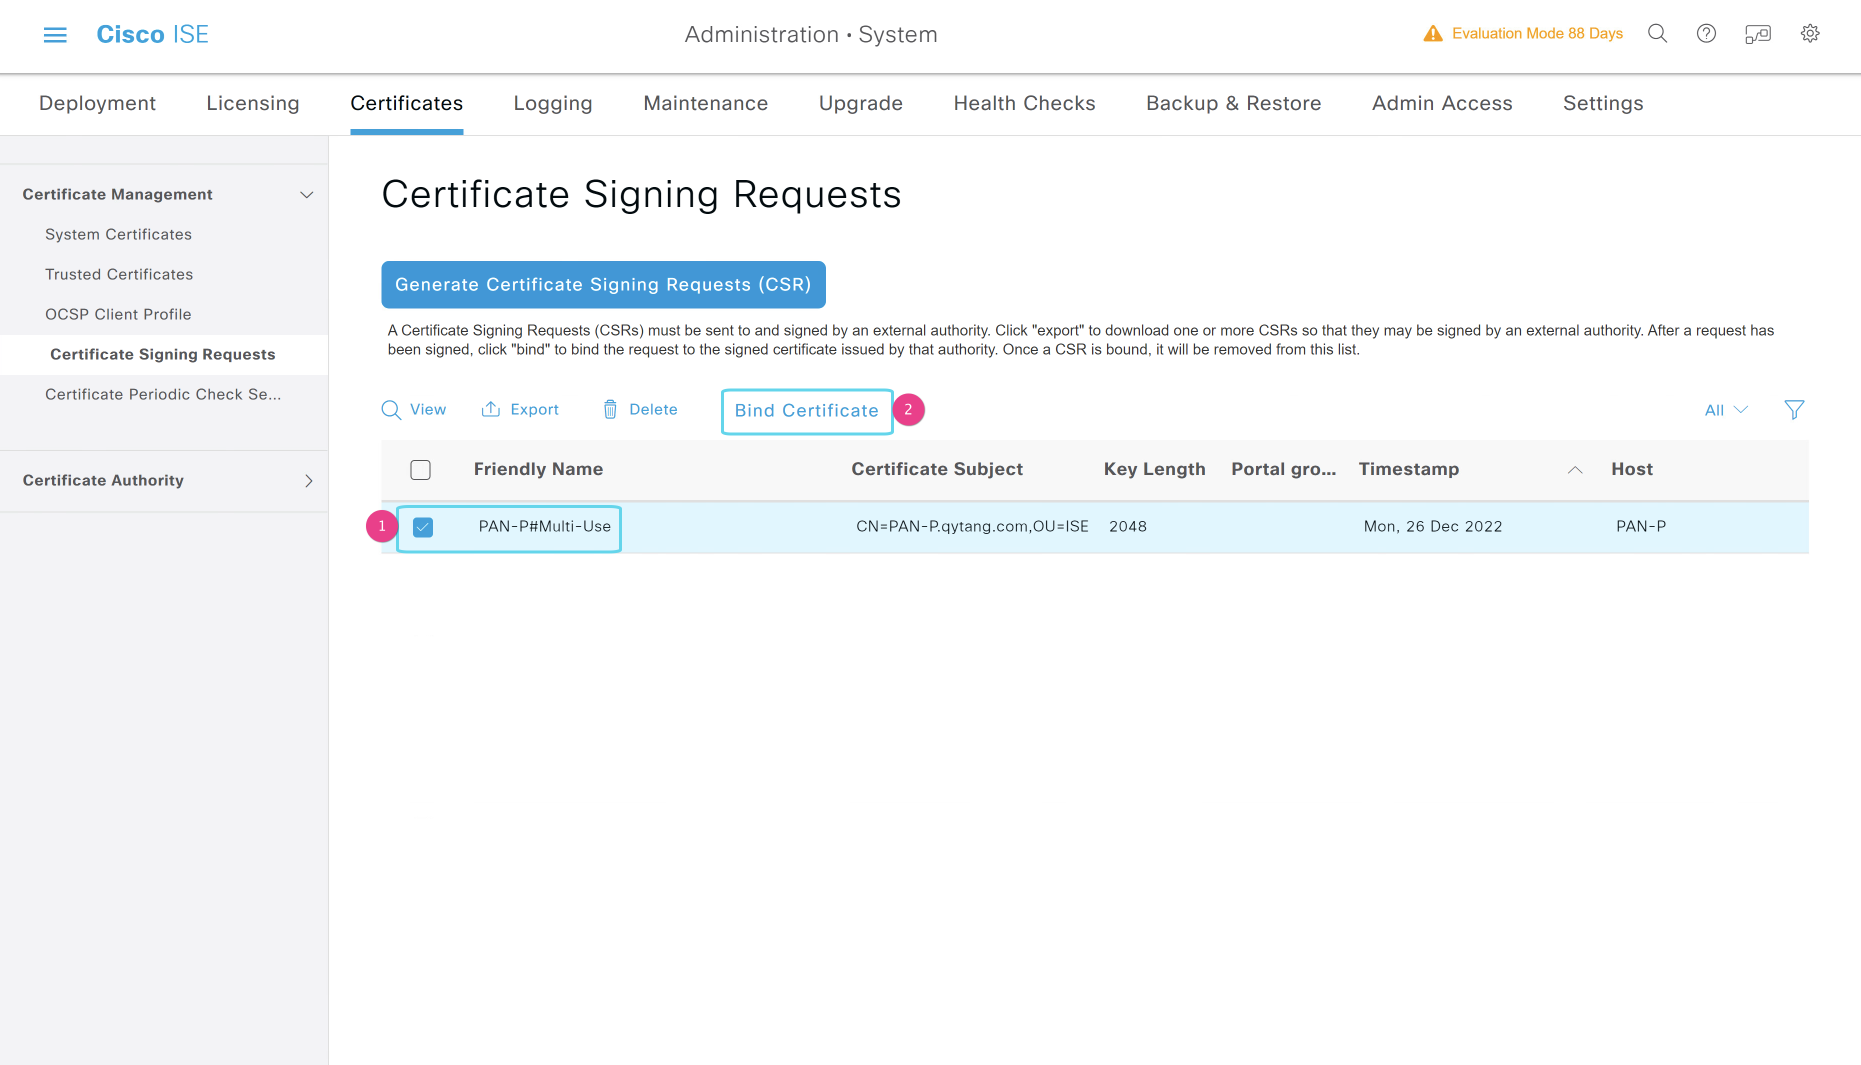 Cisco ISE
Administration • System
Evaluation Mode 88 Days
Deployment Licensing Certificates Logging Maintenance Upgrade Health Checks Backup & Restore Admin Access Settings
Certificate Management
System Certificates
Trusted Certificates
OCSP Client Profile
Certificate Signing Requests
Certificate Periodic Check Se...
Certificate Authority
Certificate Signing Requests
Generate Certificate Signing Requests (CSR)
A Certificate Signing Requests (CSRs) must be sent to and signed by an external authority. Click "export" to download one or more CSRs so that they may be signed by an external authority. After a request has
been signed, click "bind" to bind the request to the signed certificate issued by that authority. Once a CSR is bound, it will be removed from this list.
View Export Delete Bind Certificate 2 All
Friendly Name Certificate Subject Key Length Portal gro... Timestamp Host
1 PAN-P#Multi-Use CN=PAN-P.qytang.com,OU=ISE 2048 Mon, 26 Dec 2022 PAN-P